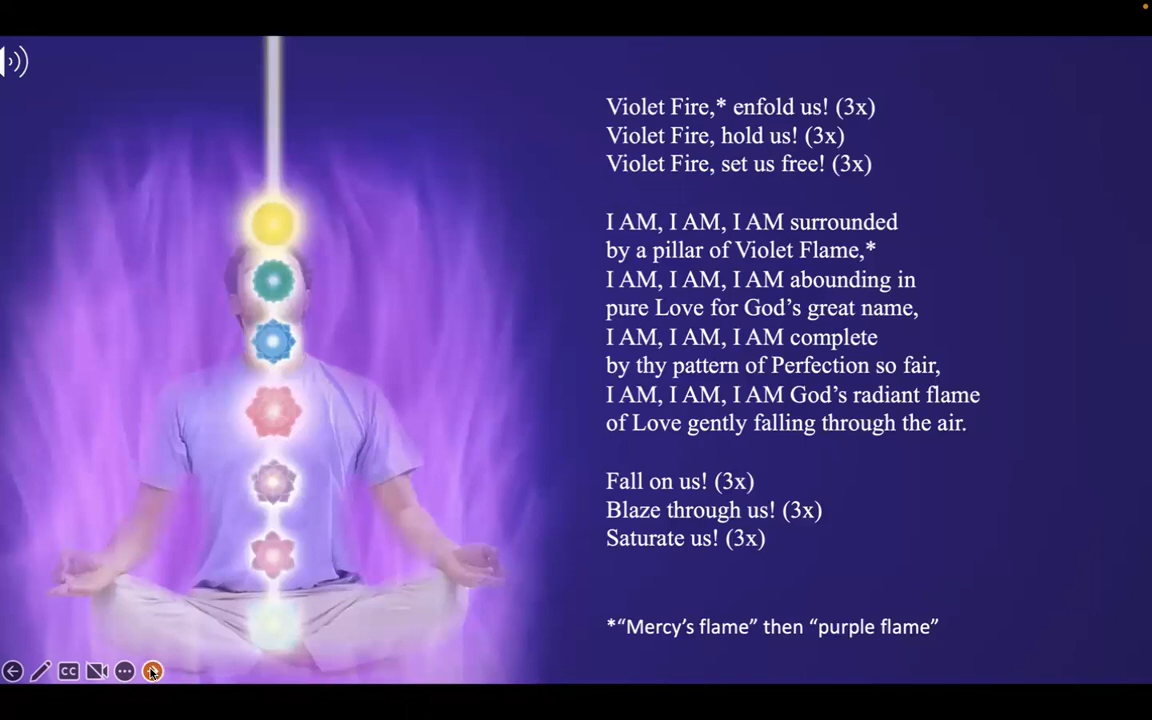 Violet Fire,* enfold us! (3x)
Violet Fire, hold us! (3x)
Violet Fire, set us free! (3x)
I AM, I AM, I AM surrounded
by a pillar of Violet Flame,*
I AM, I AM, I AM abounding in
pure Love for God’s great name,
I AM, I AM, I AM complete
by thy pattern of Perfection so fair,
I AM, I AM, I AM God’s radiant flame
of Love gently falling through the air.
Fall on us! (3x)
Blaze through us! (3x)
Saturate us! (3x)
*“Mercy’s flame” then “purple flame”
CC